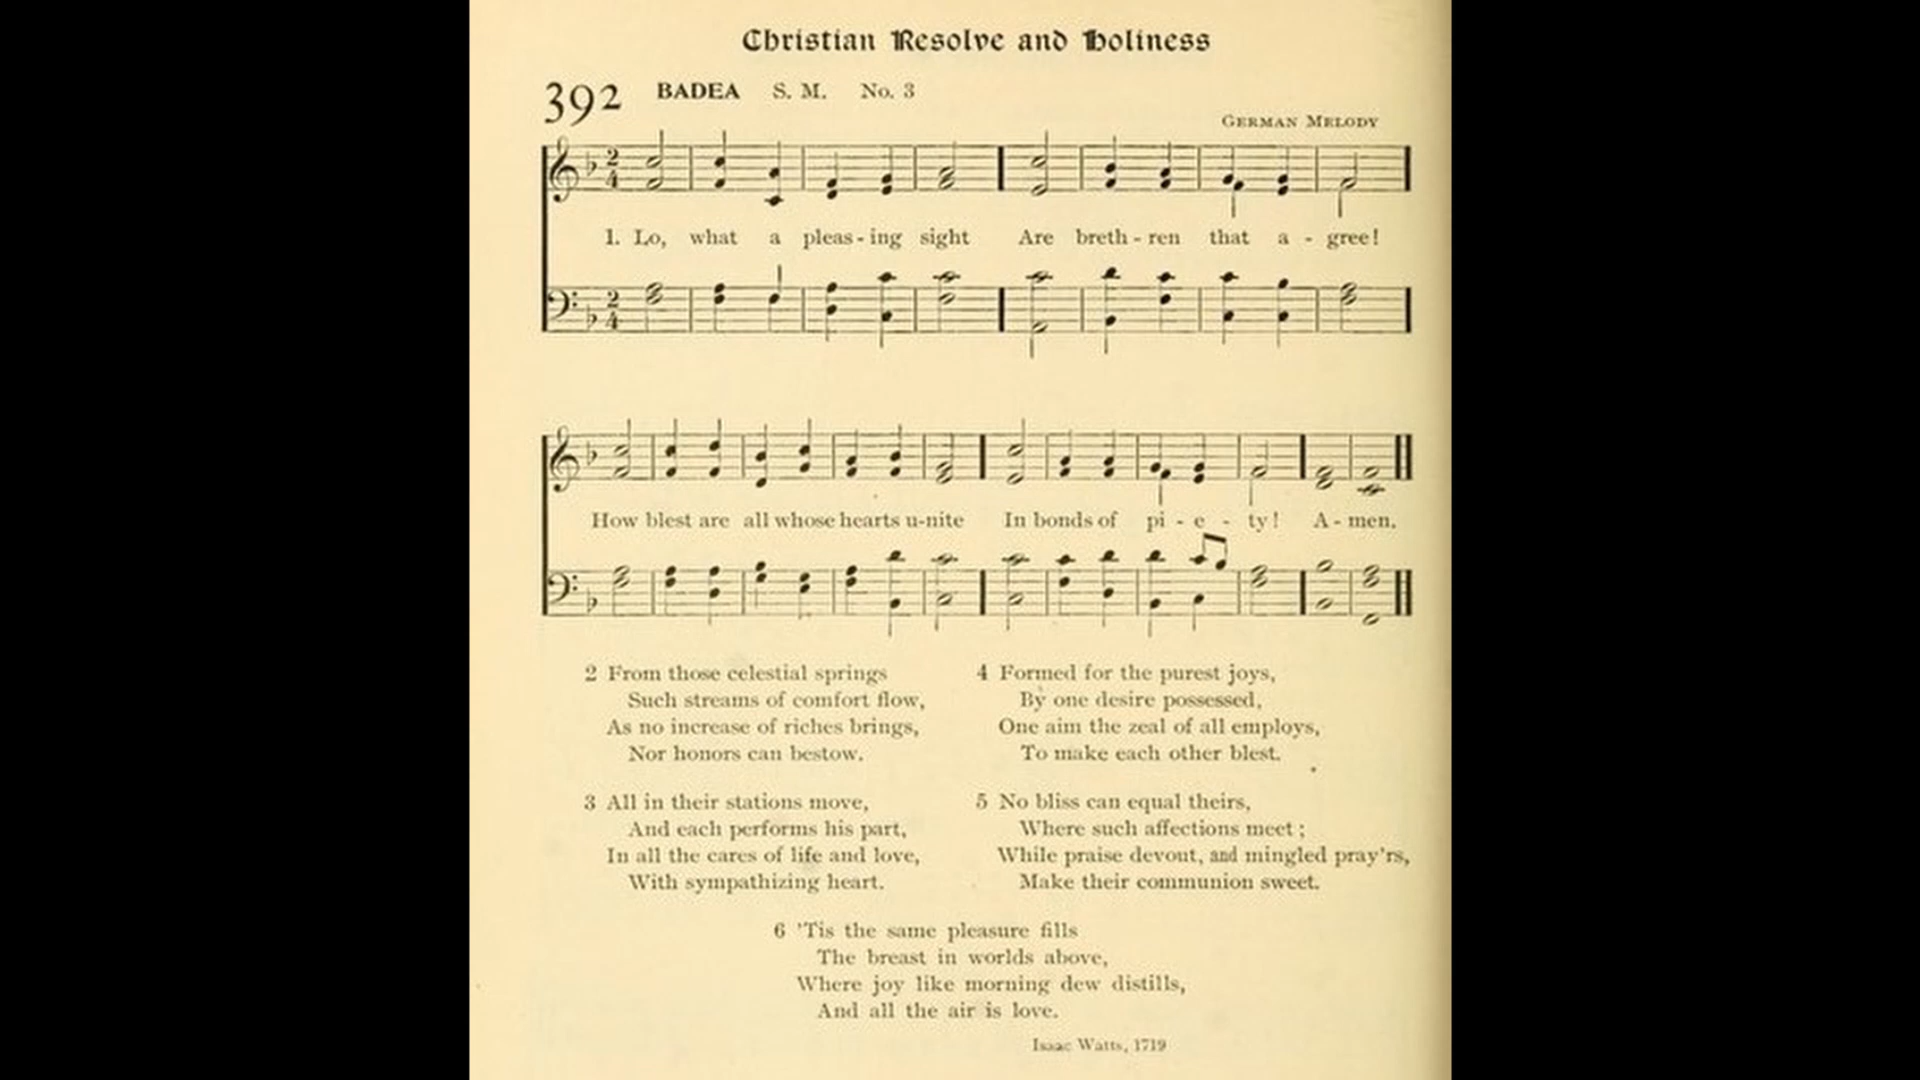 Christian Resolve and Holiness
392 BADEA S. M. No. 3
GERMAN MELODY
1. Lo, what a pleas - ing sight Are breth - ren that a - gree!
How blest are all whose hearts u-nite In bonds of pi - e - ty! A - men.
2 From those celestial springs
Such streams of comfort flow,
As no increase of riches brings,
Nor honors can bestow.
3 All in their stations move,
And each performs his part,
In all the cares of life and love,
With sympathizing heart.
4 Formed for the purest joys,
By one desire possessed,
One aim the zeal of all employs,
To make each other blest.
5 No bliss can equal theirs,
Where such affections meet;
While praise devout, and mingled pray'rs,
Make their communion sweet.
6 'Tis the same pleasure fills
The breast in worlds above,
Where joy like morning dew distills,
And all the air is love.
Isaac Watts, 1719